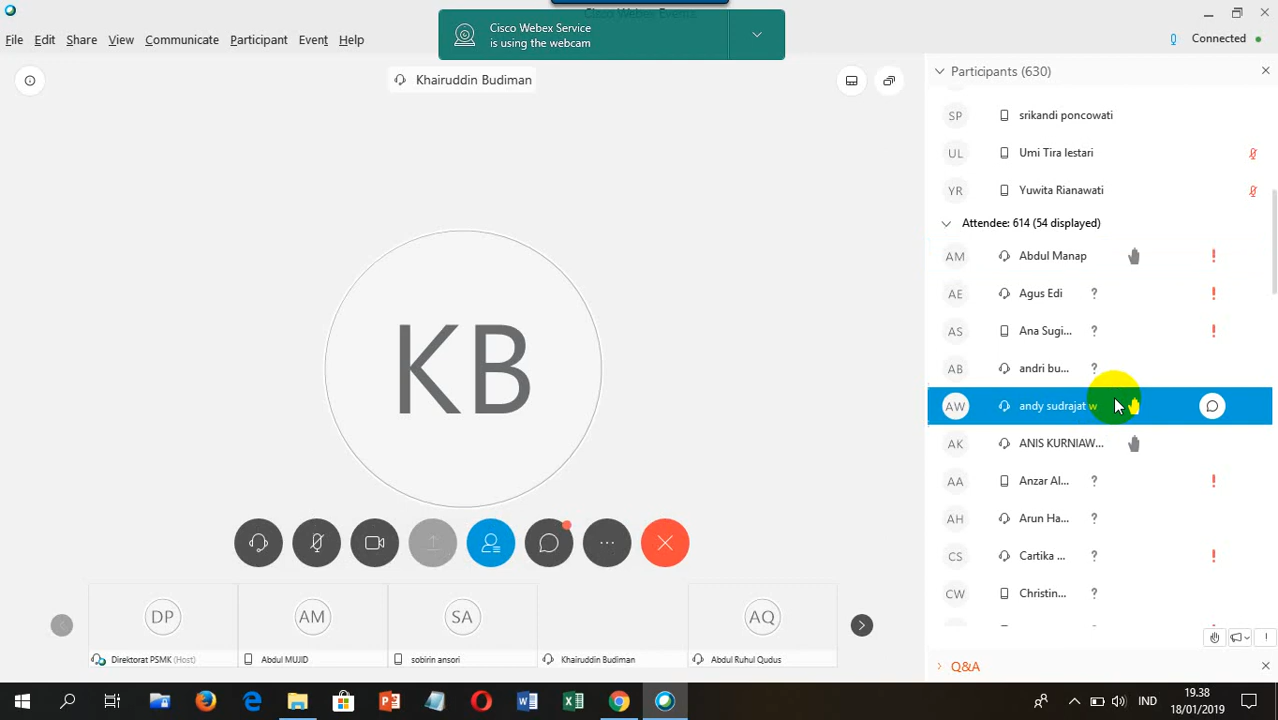 Cisco Webex Events
Cisco Webex Service
is using the webcam
File Edit Share View Communicate Participant Event Help
Connected
Khairuddin Budiman
Participants (630)
SP srikandi poncowati
UL Umi Tira lestari
YR Yuwita Rianawati
Attendee: 614 (54 displayed)
AM Abdul Manap
AE Agus Edi ?
AS Ana Sugi... ?
AB andri bu... ?
AW andy sudrajat w
AK ANIS KURNIAW...
AA Anzar Al... ?
AH Arun Ha... ?
CS Cartika ... ?
CW Christin... ?
KB
DP
Direktorat PSMK (Host)
AM
Abdul MUJID
SA
sobirin ansori
Khairuddin Budiman
AQ
Abdul Ruhul Qudus
Q&A
IND
19.38
18/01/2019